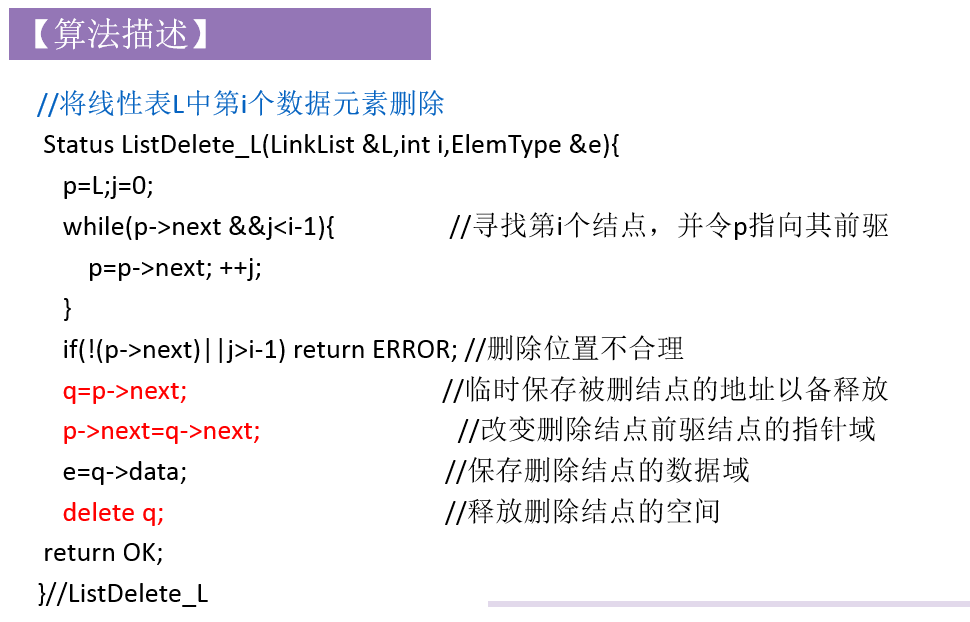 【算法描述】
//将线性表L中第i个数据元素删除
Status ListDelete_L(LinkList &L,int i,ElemType &e){
p=L;j=0;
while(p->next &&j<i-1){ //寻找第i个结点，并令p指向其前驱
p=p->next; ++j;
}
if(!(p->next)||j>i-1) return ERROR; //删除位置不合理
q=p->next; //临时保存被删结点的地址以备释放
p->next=q->next; //改变删除结点前驱结点的指针域
e=q->data; //保存删除结点的数据域
delete q; //释放删除结点的空间
return OK;
}//ListDelete_L